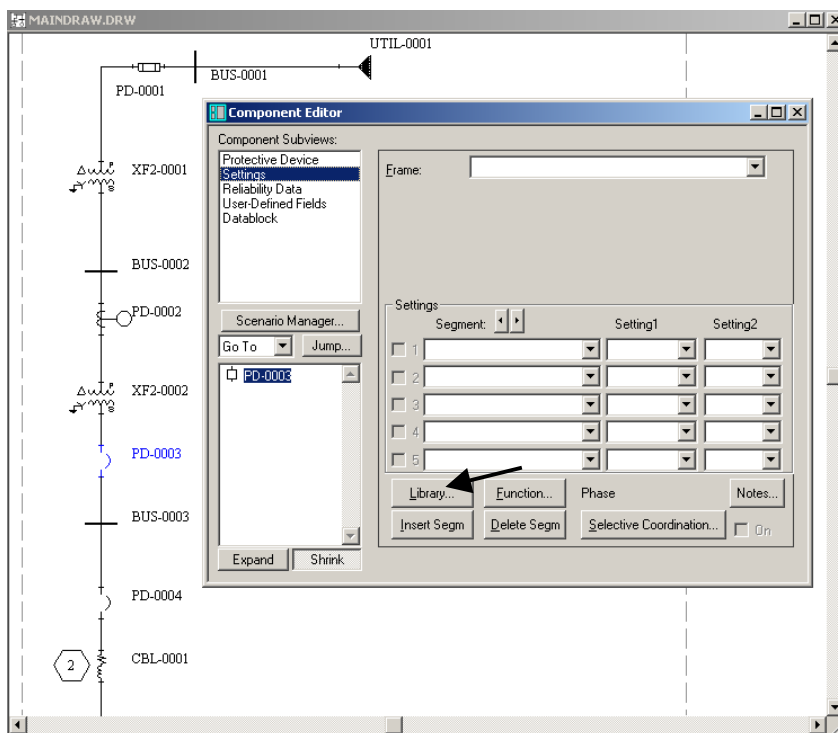 MAINDRAW.DRW
UTIL-0001
BUS-0001
PD-0001
XF2-0001
BUS-0002
PD-0002
XF2-0002
PD-0003
BUS-0003
PD-0004
CBL-0001
2
Component Editor
Component Subviews:
Protective Device
Settings
Reliability Data
User-Defined Fields
Datablock
Scenario Manager...
Go To Jump...
PD-0003
Expand Shrink
Frame:
Settings
Segment: Setting1 Setting2
1
2
3
4
5
Library... Function... Phase Notes...
Insert Segm Delete Segm Selective Coordination... On